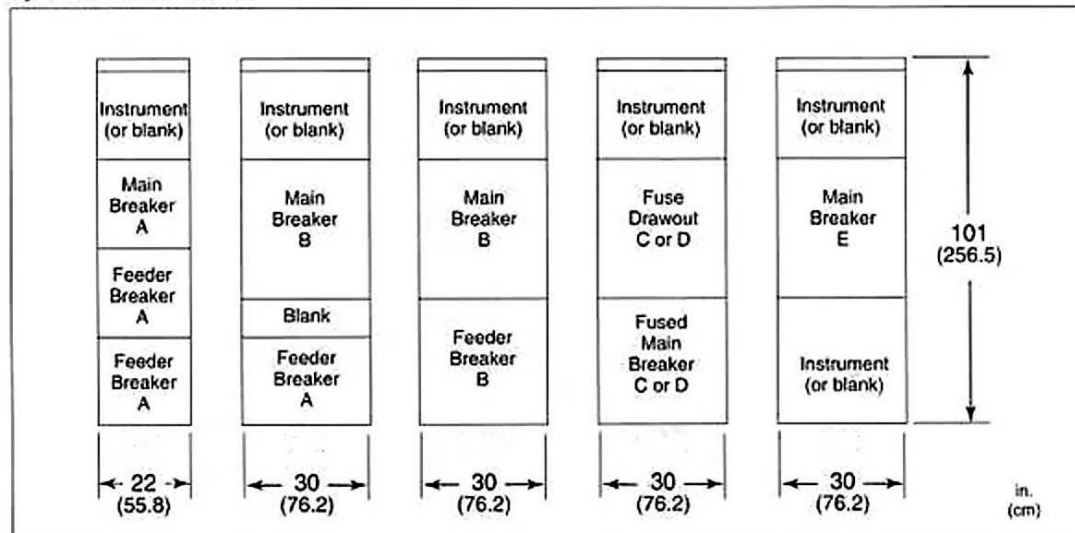 Instrument
(or blank)
Main
Breaker
A
Feeder
Breaker
A
Feeder
Breaker
A
22
(55.8)
Instrument
(or blank)
Main
Breaker
B
Blank
Feeder
Breaker
A
30
(76.2)
Instrument
(or blank)
Main
Breaker
B
Feeder
Breaker
B
30
(76.2)
Instrument
(or blank)
Fuse
Drawout
C or D
Fused
Main
Breaker
C or D
30
(76.2)
Instrument
(or blank)
Main
Breaker
E
Instrument
(or blank)
30
(76.2)
101
(256.5)
in.
(cm)